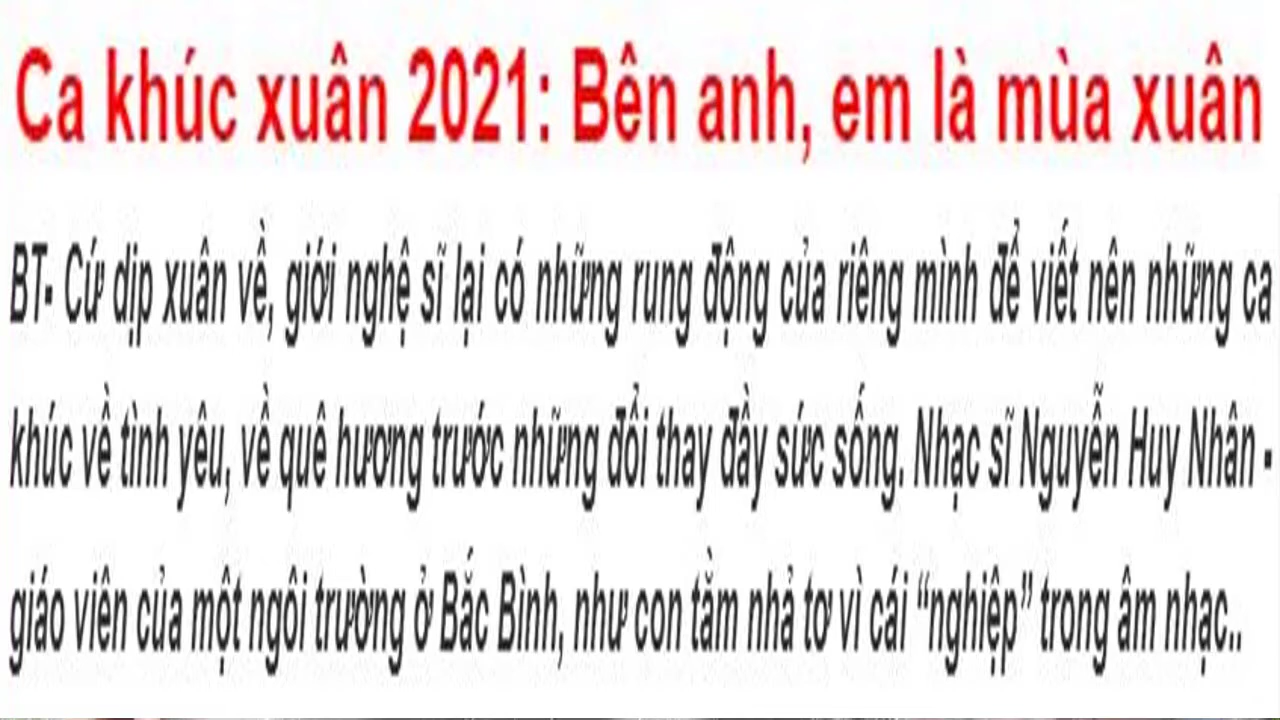 Ca khúc xuân 2021: Bên anh, em là mùa xuân
BT- Cứ dịp xuân về, giới nghệ sĩ lại có những rung động của riêng mình để viết nên những ca
khúc về tình yêu, về quê hương trước những đổi thay đầy sức sống. Nhạc sĩ Nguyễn Huy Nhân -
giáo viên của một ngôi trường ở Bắc Bình, như con tằm nhả tơ vì cái “nghiệp” trong âm nhạc..